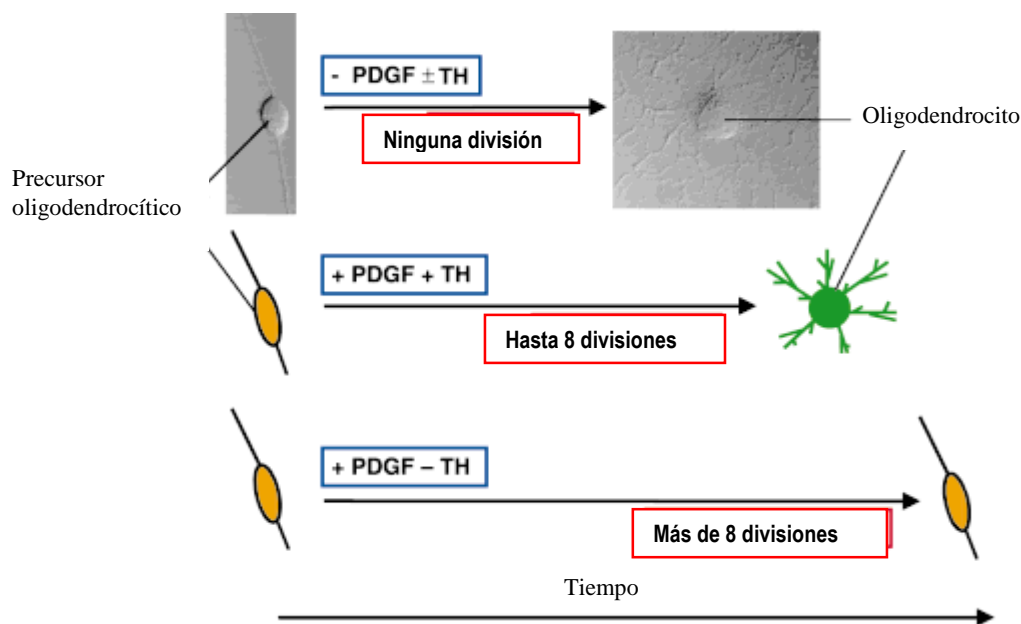 - PDGF ± TH
Ninguna división
Oligodendrocito
Precursor
oligodendrocítico
+ PDGF + TH
Hasta 8 divisiones
+ PDGF – TH
Más de 8 divisiones
Tiempo